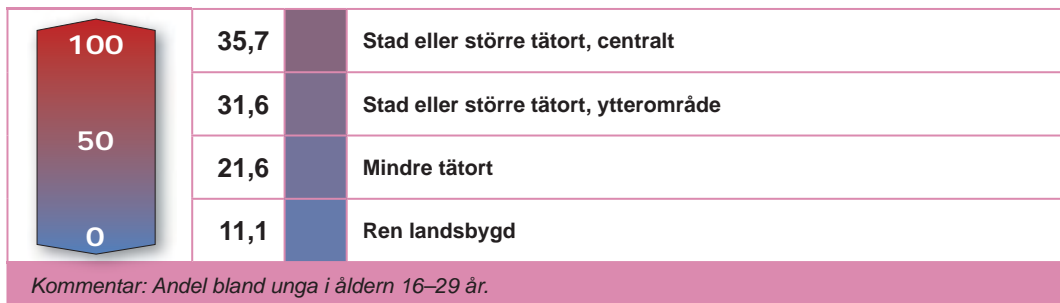 100
50
0
35,7 Stad eller större tätort, centralt
31,6 Stad eller större tätort, ytterområde
21,6 Mindre tätort
11,1 Ren landsbygd
Kommentar: Andel bland unga i åldern 16–29 år.